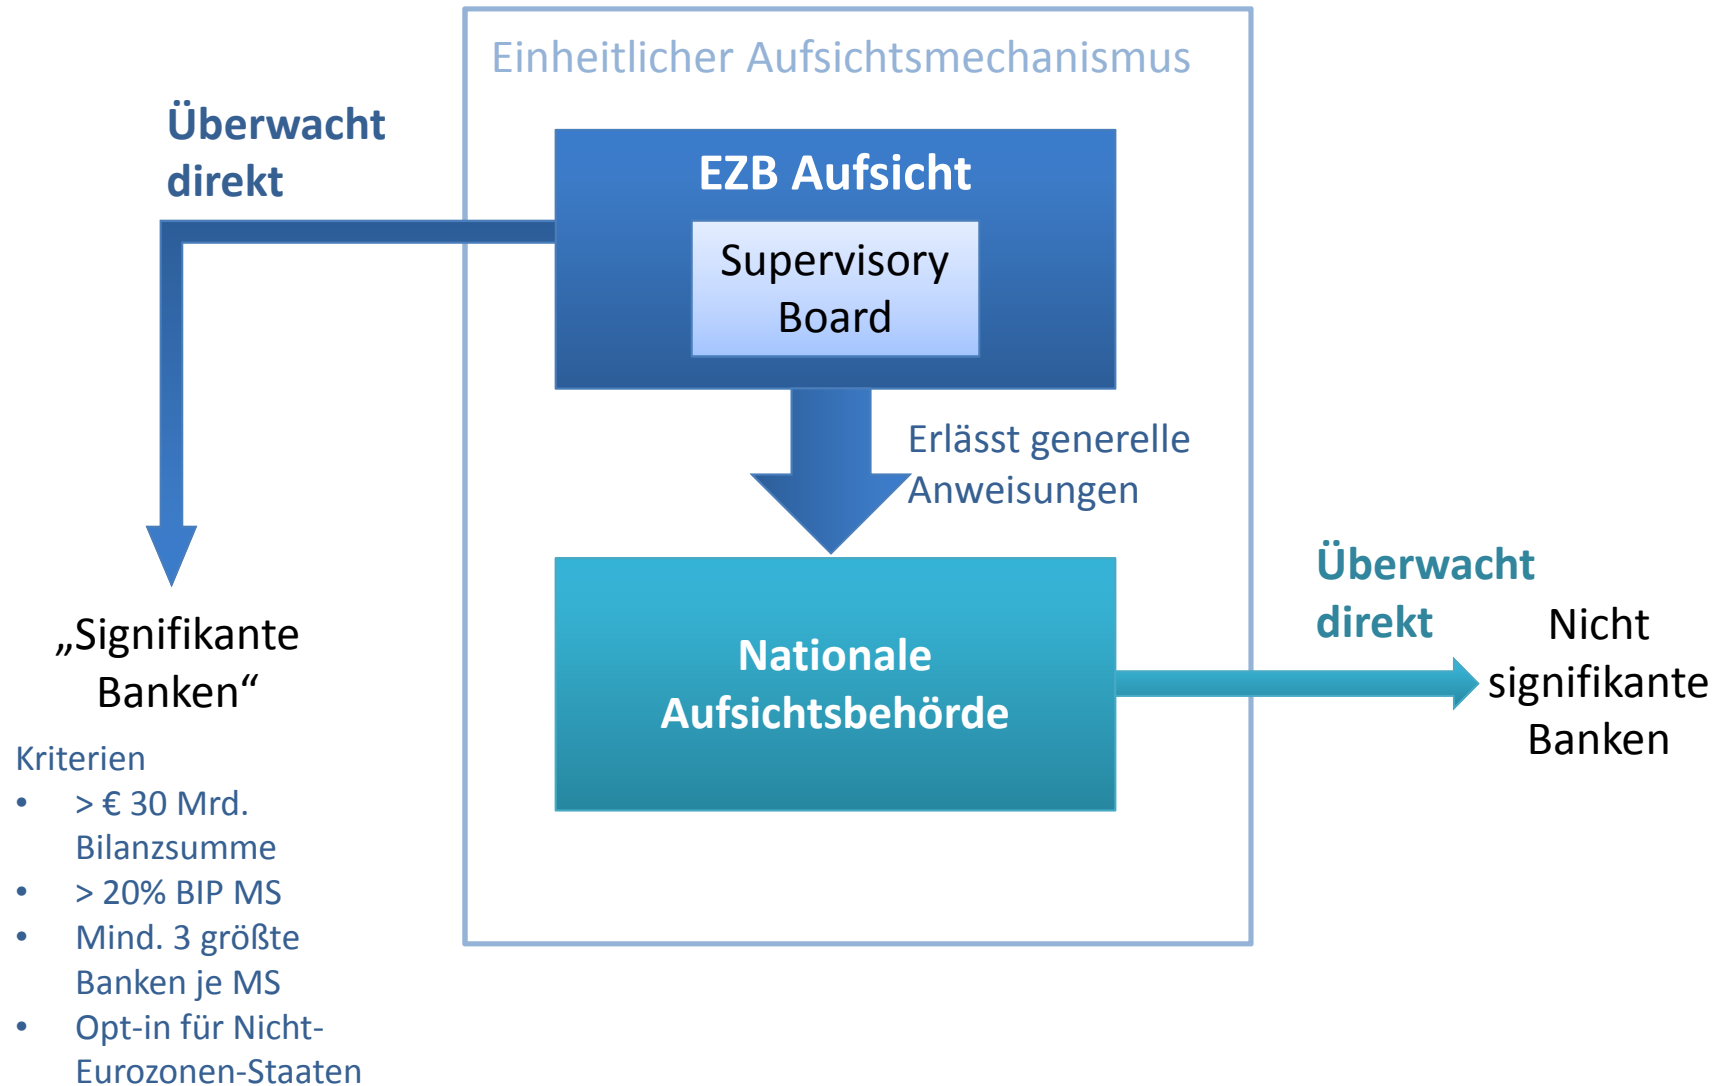 Einheitlicher Aufsichtsmechanismus
Überwacht
direkt
EZB Aufsicht
Supervisory
Board
Erlässt generelle
Anweisungen
Überwacht
direkt
Nicht
signifikante
Banken
Nationale
Aufsichtsbehörde
„Signifikante
Banken“
Kriterien
• > € 30 Mrd.
Bilanzsumme
• > 20% BIP MS
• Mind. 3 größte
Banken je MS
• Opt-in für Nicht-
Eurozonen-Staaten